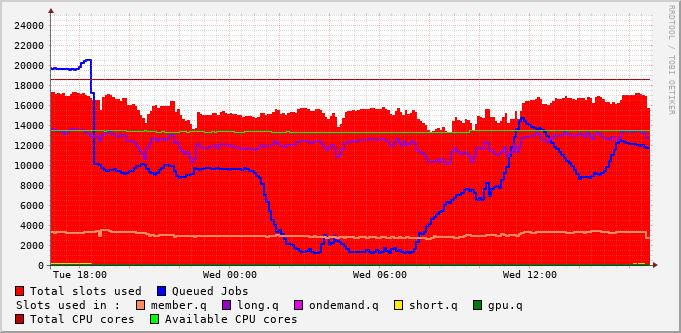 24000
22000
20000
18000
16000
14000
12000
10000
8000
6000
4000
2000
0
Tue 18:00 Wed 00:00 Wed 06:00 Wed 12:00
RRDTOOL / TOBI OETIKER
Total slots used Queued Jobs
Slots used in : member.q long.q ondemand.q short.q gpu.q
Total CPU cores Available CPU cores